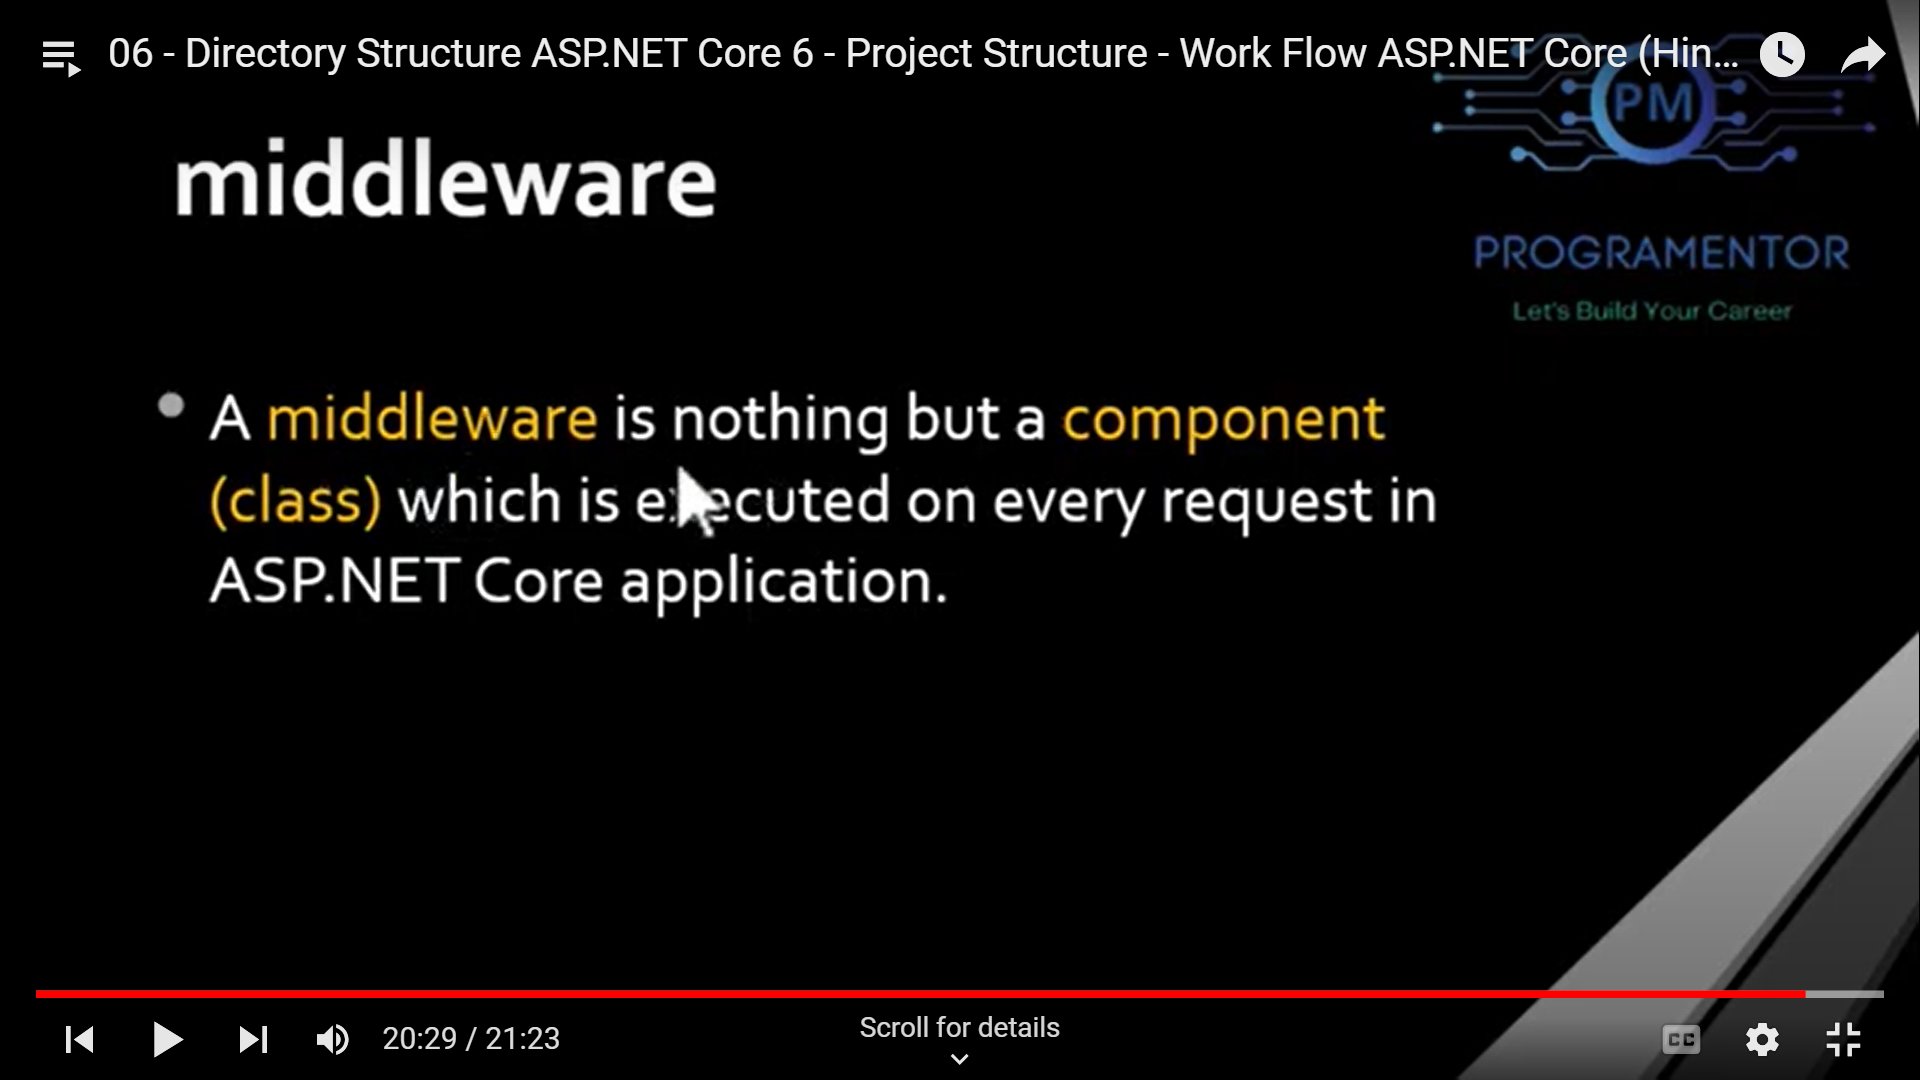 06 - Directory Structure ASP.NET Core 6 - Project Structure - Work Flow ASP.NET Core (Hin...
PM
middleware
PROGRAMENTOR
Let's Build Your Career
A middleware is nothing but a component
(class) which is executed on every request in
ASP.NET Core application.
20:29 / 21:23
Scroll for details
CC